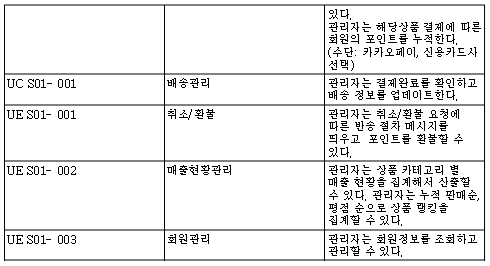 있다.
관리자는 해당상품 결제에 따른
회원의 포인트를 누적한다.
(수단: 카카오페이, 신용카드사
선택)
UC S01- 001
배송관리
관리자는 결제완료를 확인하고
배송 정보를 업데이트한다.
UE S01- 001
취소/환불
관리자는 취소/환불 요청에
따른 반송 절차 메시지를
띄우고 포인트를 환불할 수
있다.
UE S01- 002
매출현황관리
관리자는 상품 카테고리 별
매출 현황을 집계해서 산출할
수 있다. 관리자는 누적 판매순,
평점 순으로 상품 랭킹을
집계할 수 있다.
UE S01- 003
회원관리
관리자는 회원정보를 조회하고
관리할 수 있다.